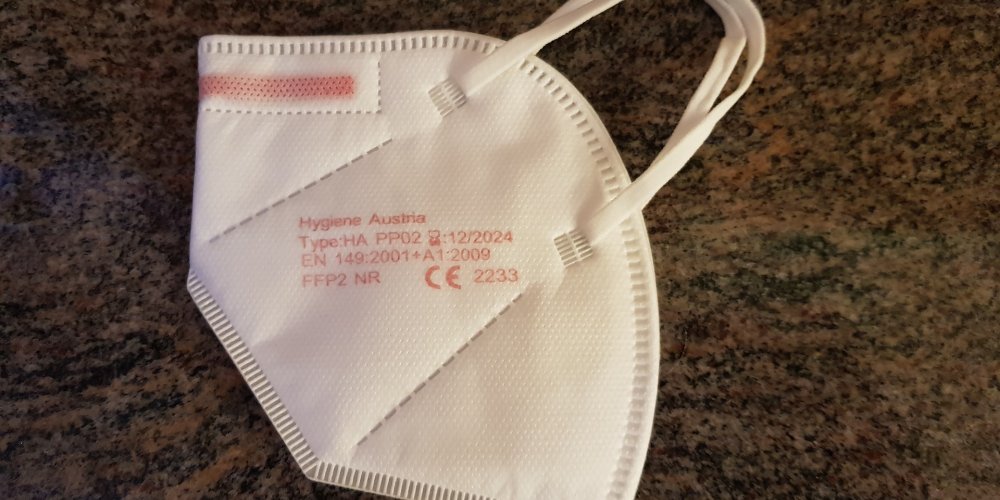 Hygiene Austria
Type:HA PP02 ⌛:12/2024
EN 149:2001+A1:2009
FFP2 NR CE 2233